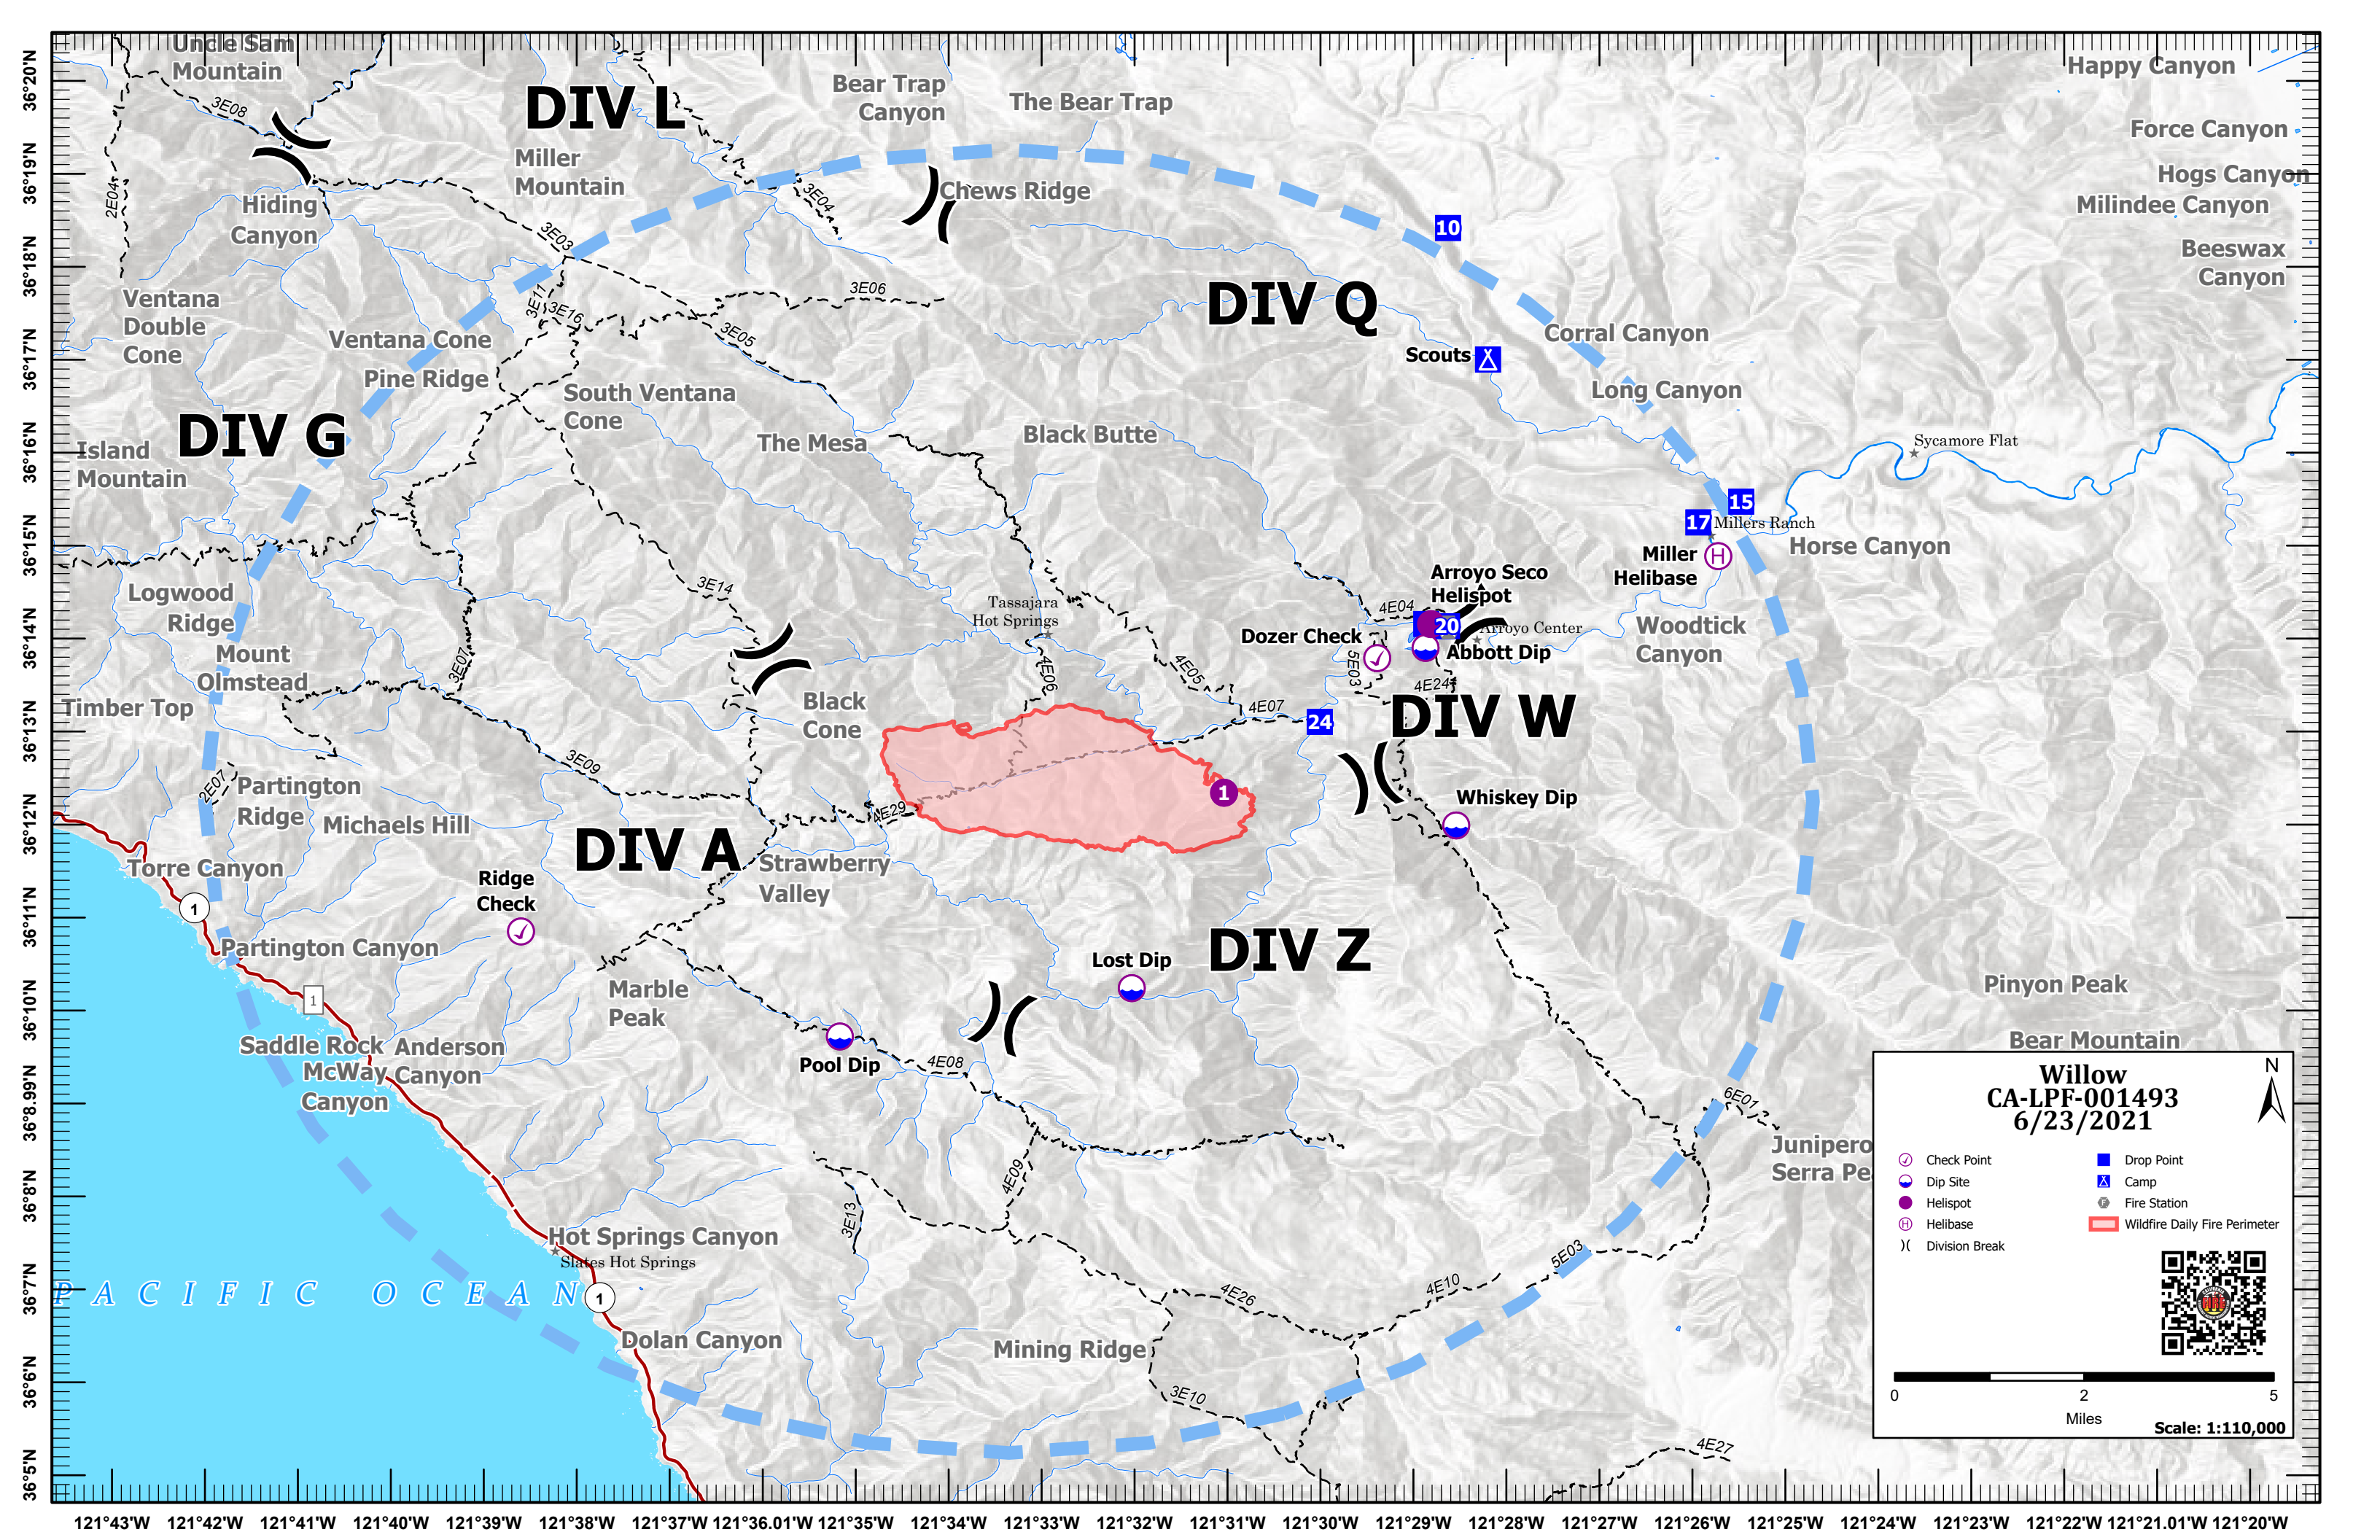 Uncle Sam
Mountain
3E08
2E04
DIV L
Miller
Mountain
Bear Trap
Canyon
The Bear Trap
3E04
Chews Ridge
Happy Canyon
Force Canyon
Hogs Canyon
Milindee Canyon
Beeswax
Canyon
Hiding
Canyon
3E03
10
Ventana
Double
Cone
3E11
3E16
3E06
DIV Q
Ventana Cone
3E05
Corral Canyon
Scouts
Pine Ridge
South Ventana
Cone
Long Canyon
DIV G
Island
Mountain
The Mesa
Black Butte
Sycamore Flat
15
17
Millers Ranch
Miller
Helibase
Horse Canyon
Logwood
Ridge
3E14
Tassajara
Hot Springs
Arroyo Seco
Helispot
4E04
20
Arroyo Center
Dozer Check
Abbott Dip
Woodtick
Canyon
Mount
Olmstead
3E07
4E06
4E05
5E03
4E24
Timber Top
Black
Cone
4E07
24
DIV W
2E07
Partington
Ridge
3E09
1
Whiskey Dip
Michaels Hill
4E29
DIV A
Strawberry
Valley
Torre Canyon
Ridge
Check
1
Partington Canyon
DIV Z
Lost Dip
1
Marble
Peak
Pinyon Peak
Saddle Rock
Anderson
Canyon
McWay
Canyon
Pool Dip
4E08
Bear Mountain
6E01
Junipero
Serra Pe
4E09
3E13
Hot Springs Canyon
Slates Hot Springs
1
PACIFIC OCEAN
5E03
4E10
4E26
Dolan Canyon
Mining Ridge
3E10
4E27
Willow
CA-LPF-001493
6/23/2021
N
Check Point
Dip Site
Helispot
H Helibase
)( Division Break
Drop Point
Camp
F Fire Station
Wildfire Daily Fire Perimeter
0 2 5
Miles
Scale: 1:110,000
36°20'N
36°19'N
36°18'N
36°17'N
36°16'N
36°15'N
36°14'N
36°13'N
36°12'N
36°11'N
36°10'N
36°8.99'N
36°8'N
36°7'N
36°6'N
36°5'N
121°43'W 121°42'W 121°41'W 121°40'W 121°39'W 121°38'W 121°37'W 121°36.01'W 121°35'W 121°34'W 121°33'W 121°32'W 121°31'W 121°30'W 121°29'W 121°28'W 121°27'W 121°26'W 121°25'W 121°24'W 121°23'W 121°22'W 121°21.01'W 121°20'W